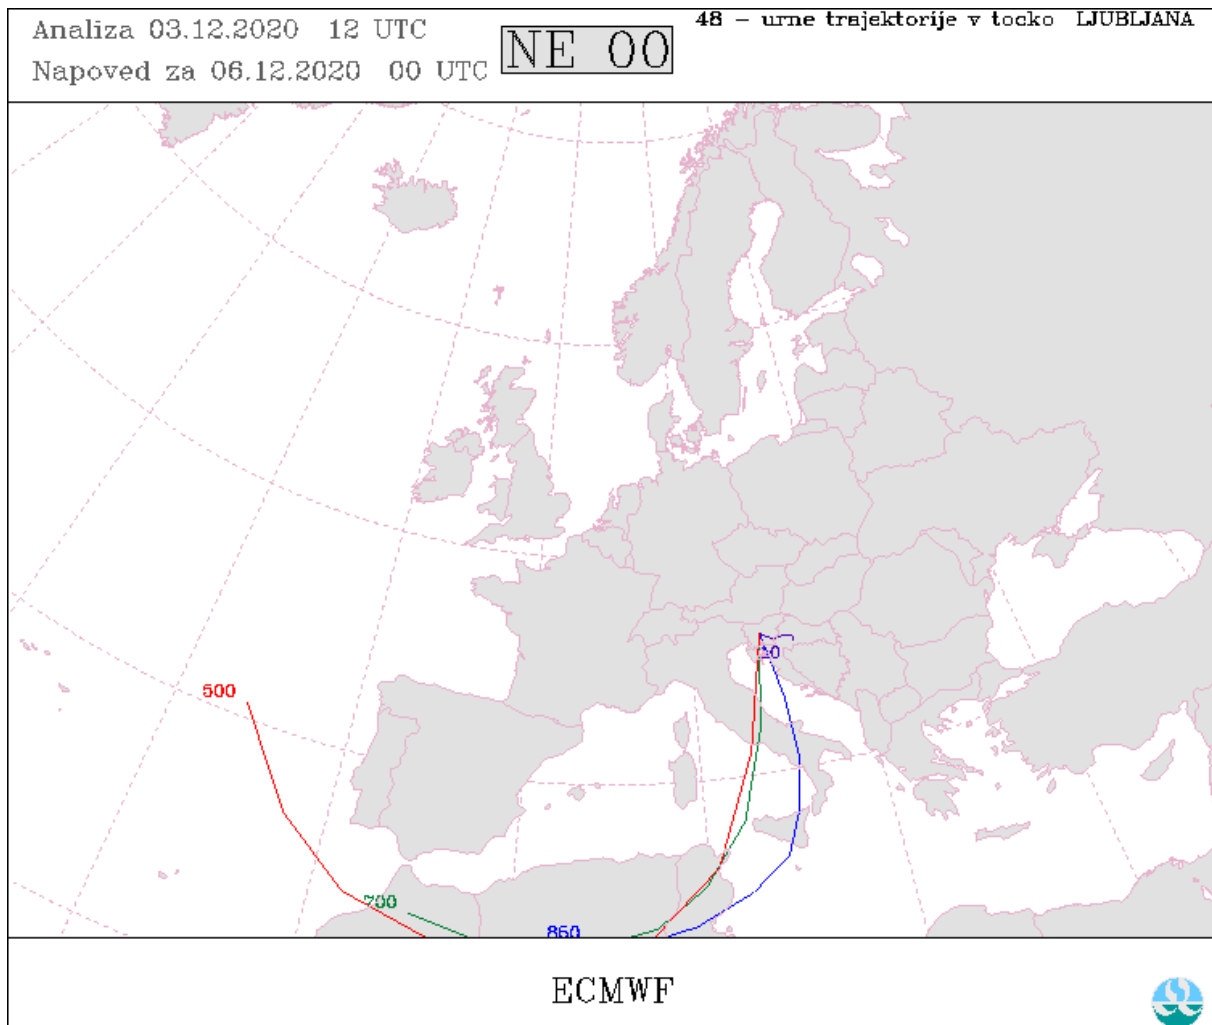 Analiza 03.12.2020 12 UTC
Napoved za 06.12.2020 00 UTC
NE 00
48 - urne trajektorije v tocko LJUBLJANA
500
700
850
ECMWF